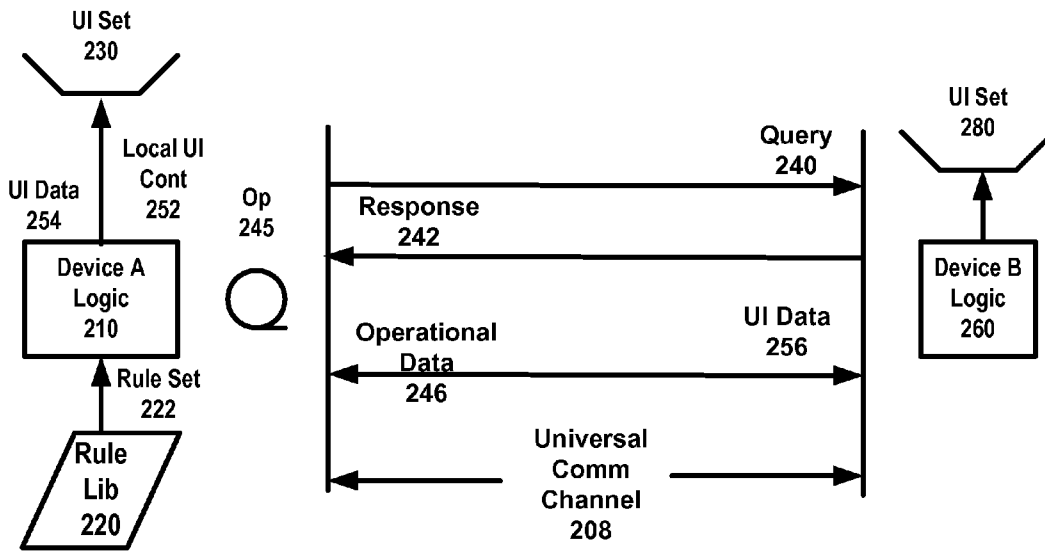 UI Set
230
UI Data
254
Local UI
Cont
252
Device A
Logic
210
Rule Set
222
Rule
Lib
220
Op
245
Query
240
Response
242
Operational
Data
246
UI Data
256
Universal
Comm
Channel
208
UI Set
280
Device B
Logic
260